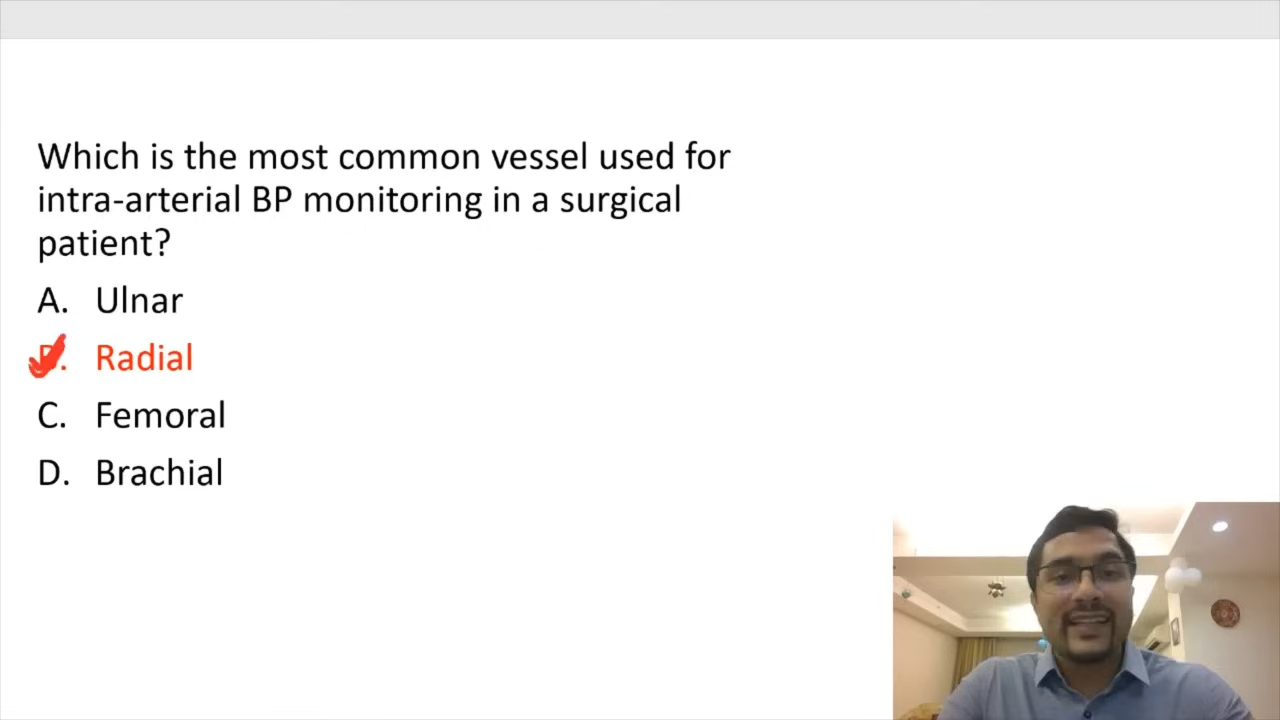 Which is the most common vessel used for
intra-arterial BP monitoring in a surgical
patient?
A. Ulnar
Radial
C. Femoral
D. Brachial